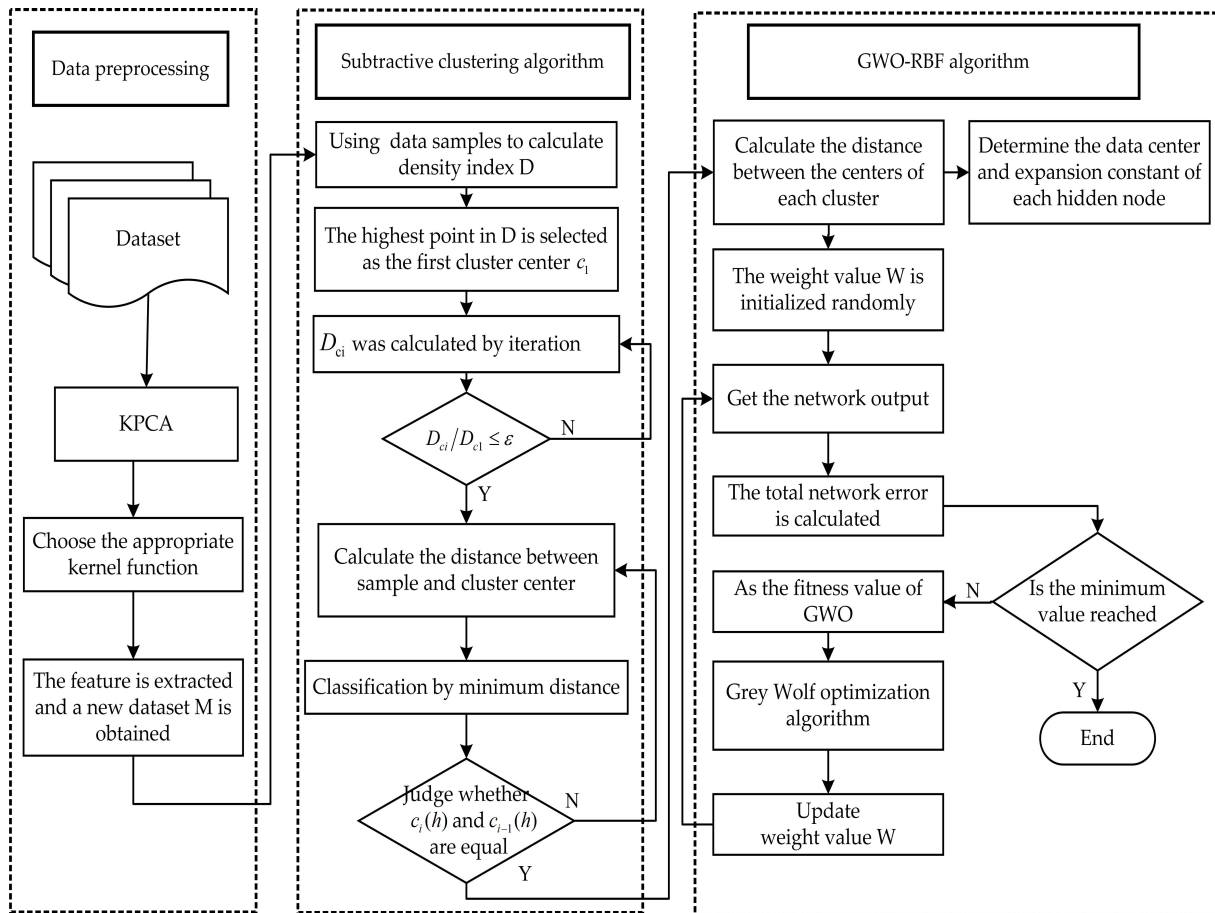 Data preprocessing
Dataset
KPCA
Choose the appropriate
kernel function
The feature is extracted
and a new dataset M is
obtained
Subtractive clustering algorithm
Using data samples to calculate
density index D
The highest point in D is selected
as the first cluster center c₁
D_ci was calculated by iteration
D_ci/D_c1 ≤ ε
N
Y
Calculate the distance between
sample and cluster center
Classification by minimum distance
Judge whether
c_i(h) and c_{i-1}(h)
are equal
N
Y
GWO-RBF algorithm
Calculate the distance
between the centers of
each cluster
Determine the data center
and expansion constant of
each hidden node
The weight value W is
initialized randomly
Get the network output
The total network error
is calculated
Is the minimum
value reached
N
Y
As the fitness value of
GWO
Grey Wolf optimization
algorithm
Update
weight value W
End